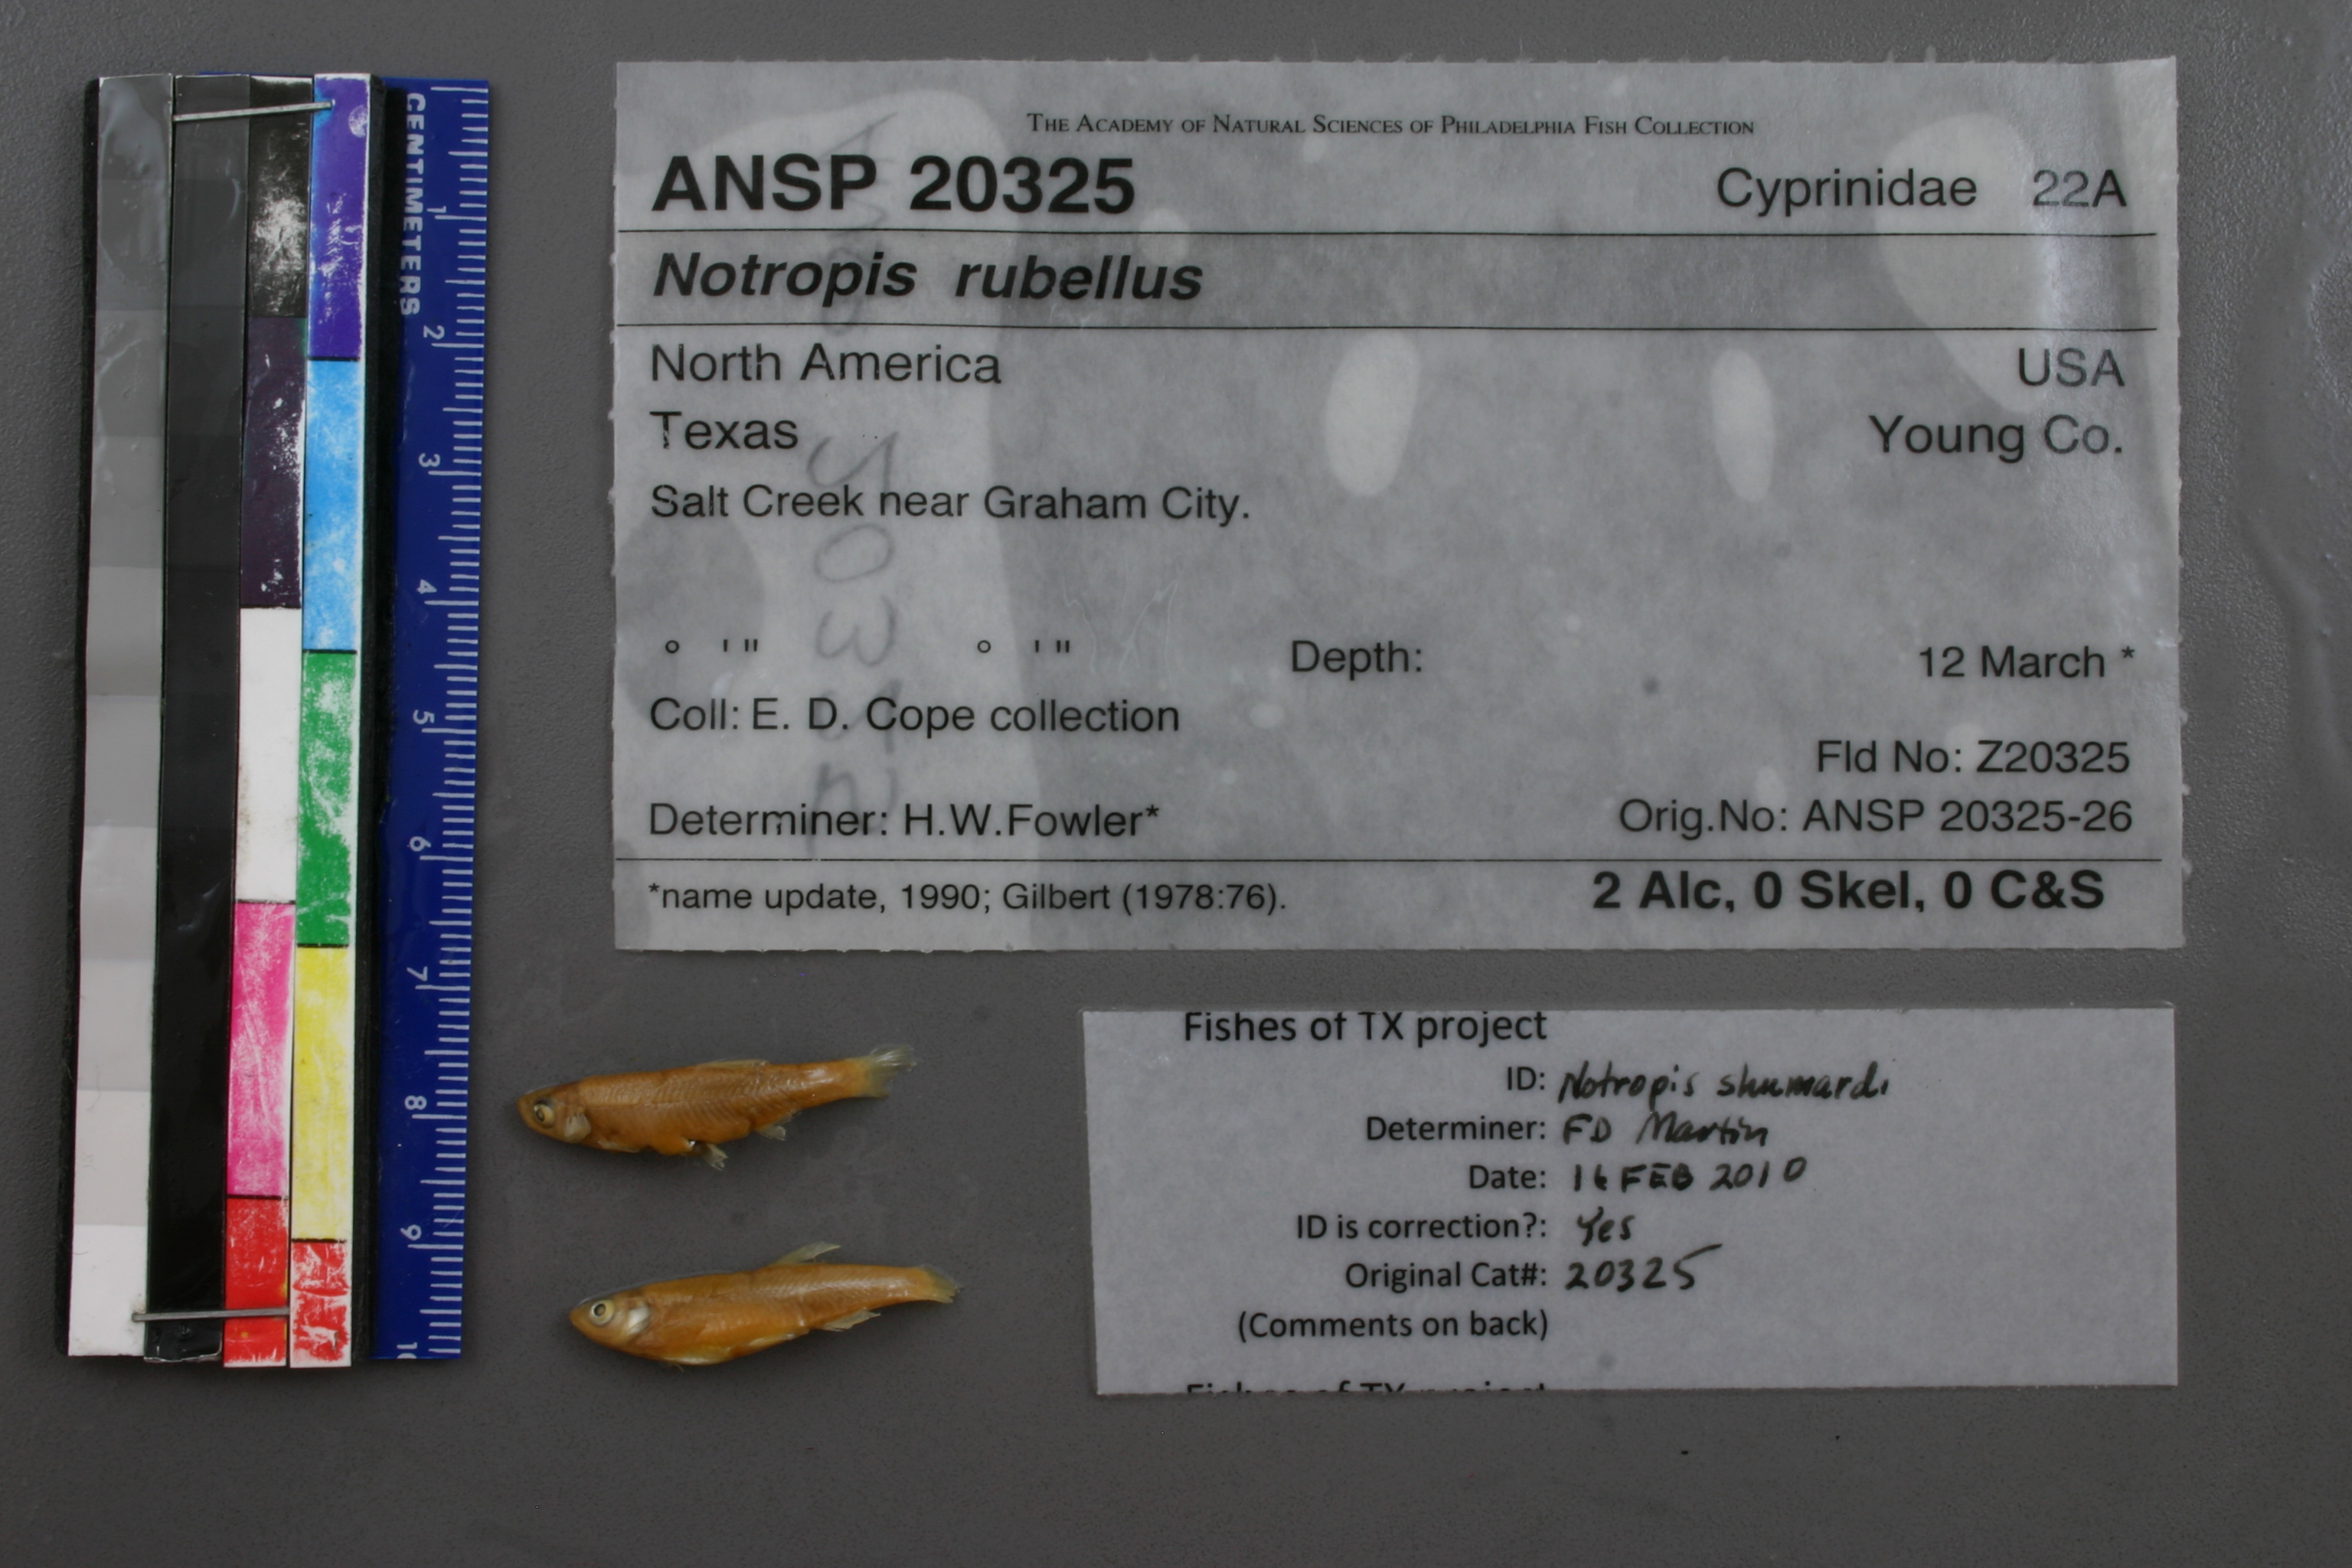 CENTIMETERS
1
2
3
4
5
6
7
8
9
10
THE ACADEMY OF NATURAL SCIENCES OF PHILADELPHIA FISH COLLECTION
ANSP 20325 Cyprinidae 22A
Notropis rubellus
North America USA
Texas Young Co.
Salt Creek near Graham City.
° ' " ° ' " Depth: 12 March *
Coll: E. D. Cope collection
Fld No: Z20325
Determiner: H.W.Fowler* Orig.No: ANSP 20325-26
*name update, 1990; Gilbert (1978:76). 2 Alc, 0 Skel, 0 C&S
Fishes of TX project
ID: Notropis shumardi
Determiner: FD Martin
Date: 16 FEB 2010
ID is correction?: Yes
Original Cat#: 20325
(Comments on back)
Fishes of TX project